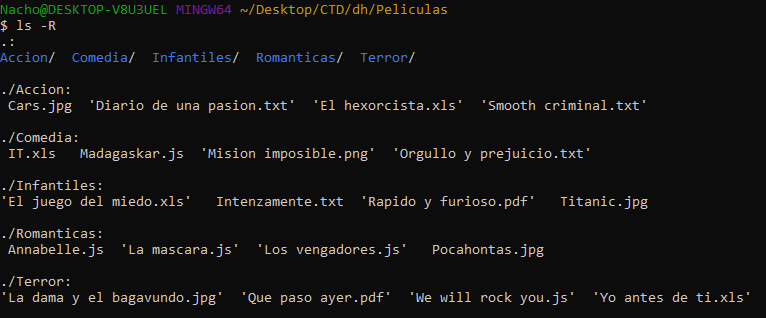 Nacho@DESKTOP-V8U3UEL MINGW64 ~/Desktop/CTD/dh/Peliculas
$ ls -R
.:
Accion/  Comedia/  Infantiles/  Romanticas/  Terror/
./Accion:
Cars.jpg  'Diario de una pasion.txt'  'El hexorcista.xls'  'Smooth criminal.txt'
./Comedia:
IT.xls  Madagaskar.js  'Mision imposible.png'  'Orgullo y prejuicio.txt'
./Infantiles:
'El juego del miedo.xls'  Intenzamente.txt  'Rapido y furioso.pdf'  Titanic.jpg
./Romanticas:
Annabelle.js  'La mascara.js'  'Los vengadores.js'  Pocahontas.jpg
./Terror:
'La dama y el bagavundo.jpg'  'Que paso ayer.pdf'  'We will rock you.js'  'Yo antes de ti.xls'